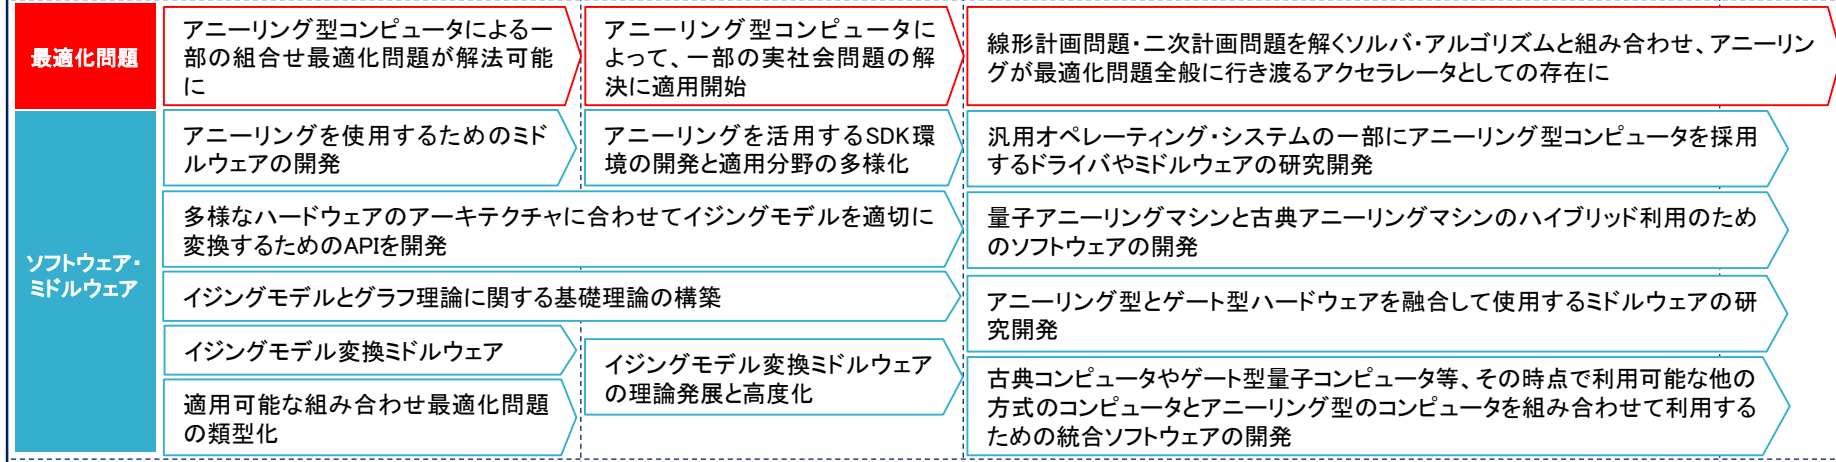 最適化問題
アニーリング型コンピュータによる一
部の組合せ最適化問題が解法可能
に
アニーリング型コンピュータに
よって、一部の実社会問題の解
決に適用開始
線形計画問題・二次計画問題を解くソルバ・アルゴリズムと組み合わせ、アニーリン
グが最適化問題全般に行き渡るアクセラレータとしての存在に
ソフトウェア・
ミドルウェア
アニーリングを使用するためのミド
ルウェアの開発
アニーリングを活用するSDK環
境の開発と適用分野の多様化
汎用オペレーティング・システムの一部にアニーリング型コンピュータを採用
するドライバやミドルウェアの研究開発
多様なハードウェアのアーキテクチャに合わせてイジングモデルを適切に
変換するためのAPIを開発
量子アニーリングマシンと古典アニーリングマシンのハイブリッド利用のため
のソフトウェアの開発
イジングモデルとグラフ理論に関する基礎理論の構築
アニーリング型とゲート型ハードウェアを融合して使用するミドルウェアの研
究開発
イジングモデル変換ミドルウェア
イジングモデル変換ミドルウェア
の理論発展と高度化
適用可能な組み合わせ最適化問題
の類型化
古典コンピュータやゲート型量子コンピュータ等、その時点で利用可能な他の
方式のコンピュータとアニーリング型のコンピュータを組み合わせて利用する
ための統合ソフトウェアの開発